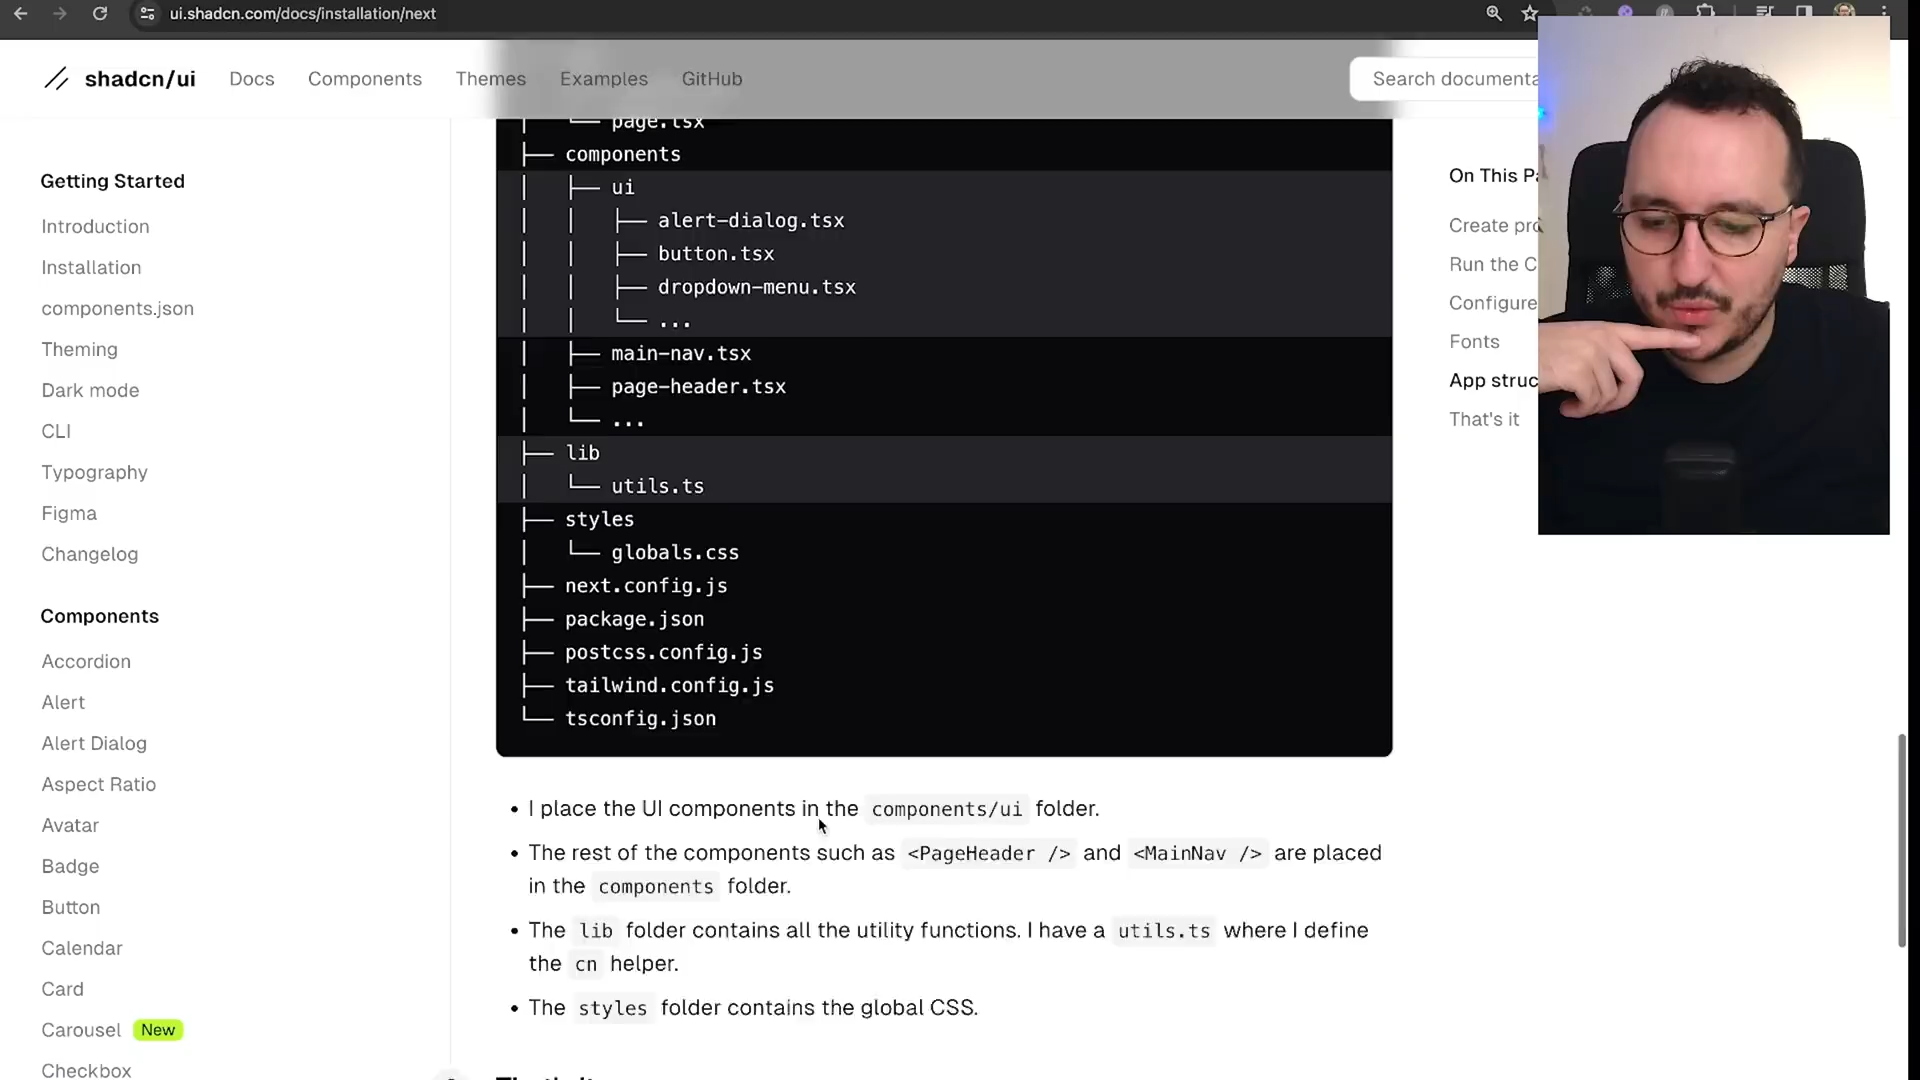 ui.shadcn.com/docs/installation/next
shadcn/ui Docs Components Themes Examples GitHub
Search documenta
Getting Started
Introduction
Installation
components.json
Theming
Dark mode
CLI
Typography
Figma
Changelog
Components
Accordion
Alert
Alert Dialog
Aspect Ratio
Avatar
Badge
Button
Calendar
Card
Carousel New
Checkbox
│   └── page.tsx
├── components
│   ├── ui
│   │   ├── alert-dialog.tsx
│   │   ├── button.tsx
│   │   ├── dropdown-menu.tsx
│   │   └── ...
│   ├── main-nav.tsx
│   ├── page-header.tsx
│   └── ...
├── lib
│   └── utils.ts
├── styles
│   └── globals.css
├── next.config.js
├── package.json
├── postcss.config.js
├── tailwind.config.js
└── tsconfig.json
• I place the UI components in the components/ui folder.
• The rest of the components such as <PageHeader /> and <MainNav /> are placed
in the components folder.
• The lib folder contains all the utility functions. I have a utils.ts where I define
the cn helper.
• The styles folder contains the global CSS.
On This Pa
Create pro
Run the C
Configure
Fonts
App struc
That's it